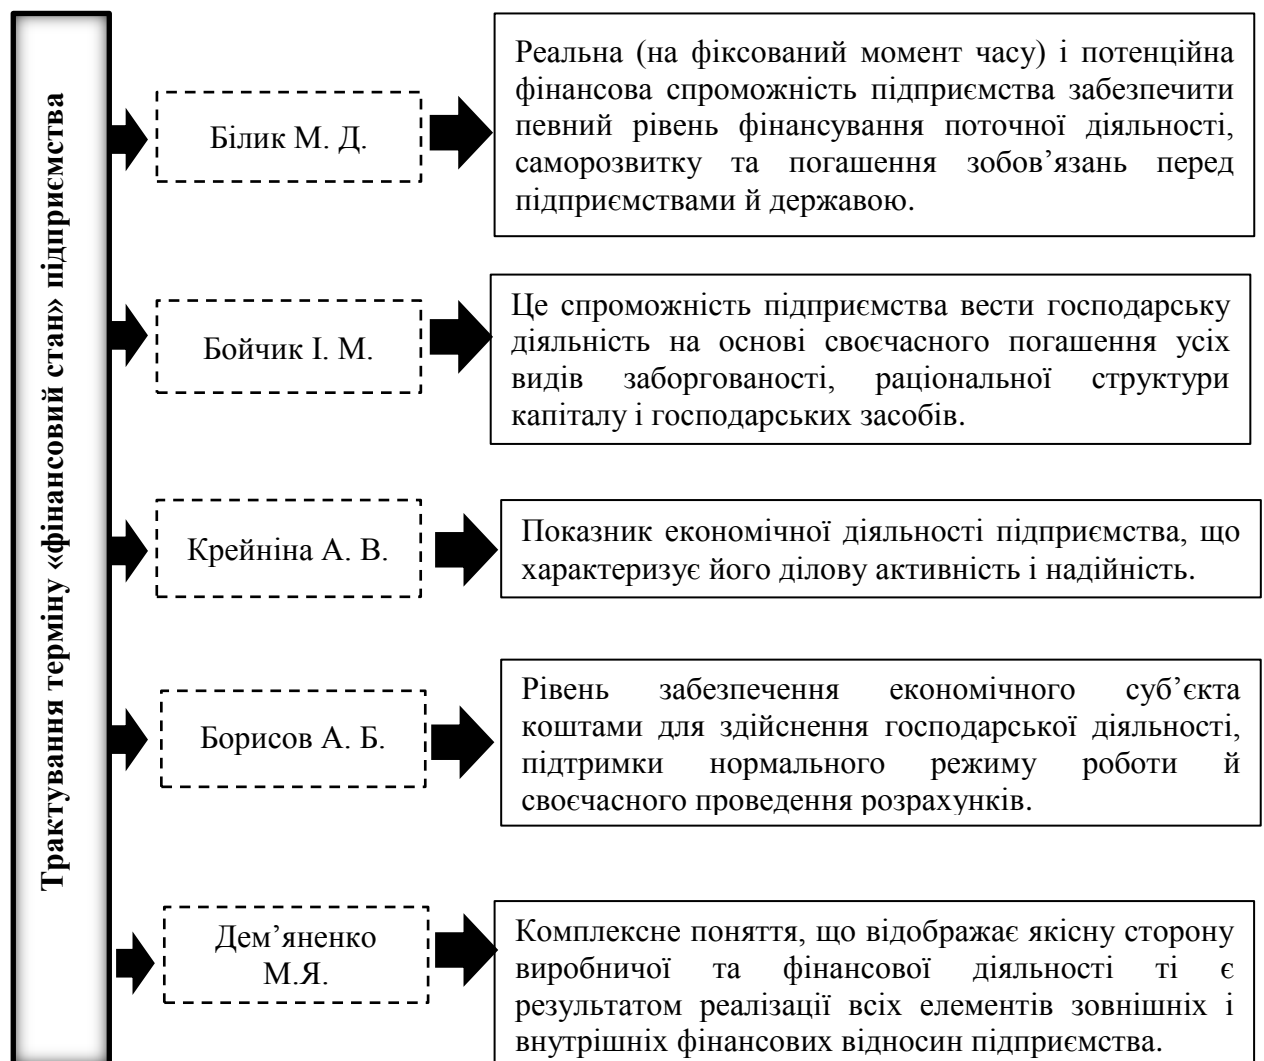 Трактування терміну «фінансовий стан» підприємства
Білик М. Д.
Реальна (на фіксований момент часу) і потенційна
фінансова спроможність підприємства забезпечити
певний рівень фінансування поточної діяльності,
саморозвитку та погашення зобов’язань перед
підприємствами й державою.
Бойчик І. М.
Це спроможність підприємства вести господарську
діяльність на основі своєчасного погашення усіх
видів заборгованості, раціональної структури
капіталу і господарських засобів.
Крейніна А. В.
Показник економічної діяльності підприємства, що
характеризує його ділову активність і надійність.
Борисов А. Б.
Рівень забезпечення економічного суб’єкта
коштами для здійснення господарської діяльності,
підтримки нормального режиму роботи й
своєчасного проведення розрахунків.
Дем’яненко
М.Я.
Комплексне поняття, що відображає якісну сторону
виробничої та фінансової діяльності ті є
результатом реалізації всіх елементів зовнішніх і
внутрішніх фінансових відносин підприємства.